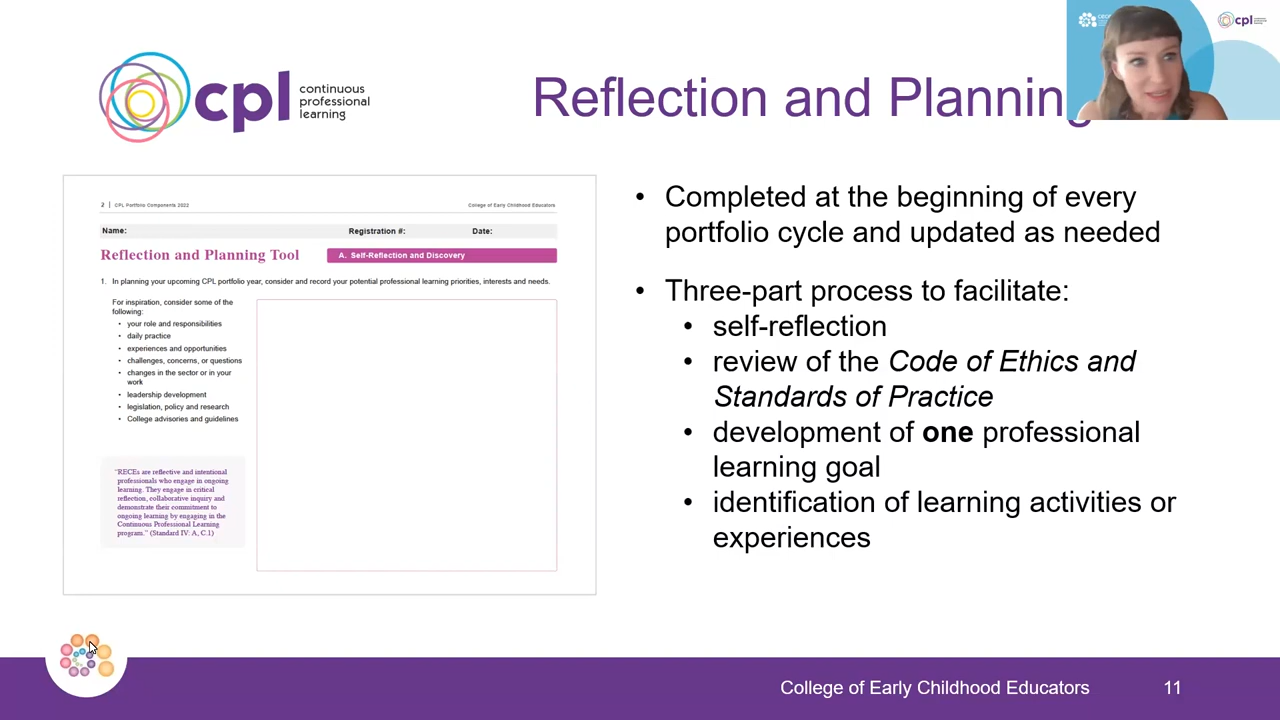 cpl continuous
professional
learning
Reflection and Planning
cpl
2 | CPL Portfolio Components 2022 College of Early Childhood Educators
Name: Registration #: Date:
Reflection and Planning Tool A. Self-Reflection and Discovery
1. In planning your upcoming CPL portfolio year, consider and record your potential professional learning priorities, interests and needs.
For inspiration, consider some of the
following:
• your role and responsibilities
• daily practice
• experiences and opportunities
• challenges, concerns, or questions
• changes in the sector or in your
work
• leadership development
• legislation, policy and research
• College advisories and guidelines
"RECEs are reflective and intentional
professionals who engage in ongoing
learning. They engage in critical
reflection, collaborative inquiry and
demonstrate their commitment to
ongoing learning by engaging in the
Continuous Professional Learning
program." (Standard IV: A, C.1)
• Completed at the beginning of every
portfolio cycle and updated as needed
• Three-part process to facilitate:
• self-reflection
• review of the Code of Ethics and
Standards of Practice
• development of one professional
learning goal
• identification of learning activities or
experiences
College of Early Childhood Educators 11